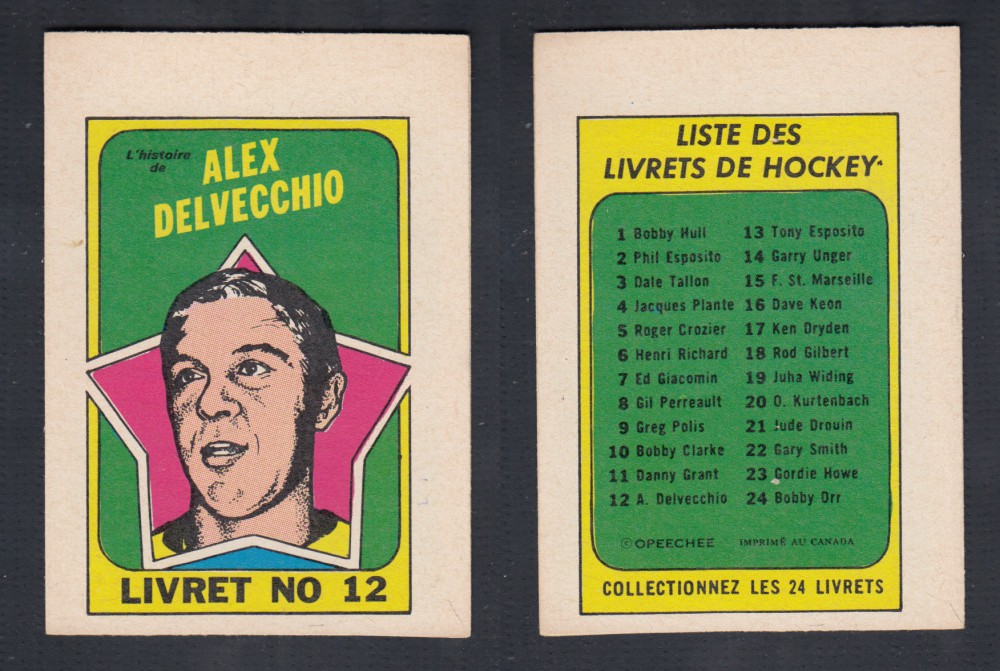 L'histoire
de
ALEX
DELVECCHIO
LIVRET NO 12
LISTE DES
LIVRETS DE HOCKEY
1 Bobby Hull
2 Phil Esposito
3 Dale Tallon
4 Jacques Plante
5 Roger Crozier
6 Henri Richard
7 Ed Giacomin
8 Gil Perreault
9 Greg Polis
10 Bobby Clarke
11 Danny Grant
12 A. Delvecchio
13 Tony Esposito
14 Garry Unger
15 F. St. Marseille
16 Dave Keon
17 Ken Dryden
18 Rod Gilbert
19 Juha Widing
20 O. Kurtenbach
21 Jude Drouin
22 Gary Smith
23 Gordie Howe
24 Bobby Orr
© OPEECHEE IMPRIMÉ AU CANADA
COLLECTIONNEZ LES 24 LIVRETS